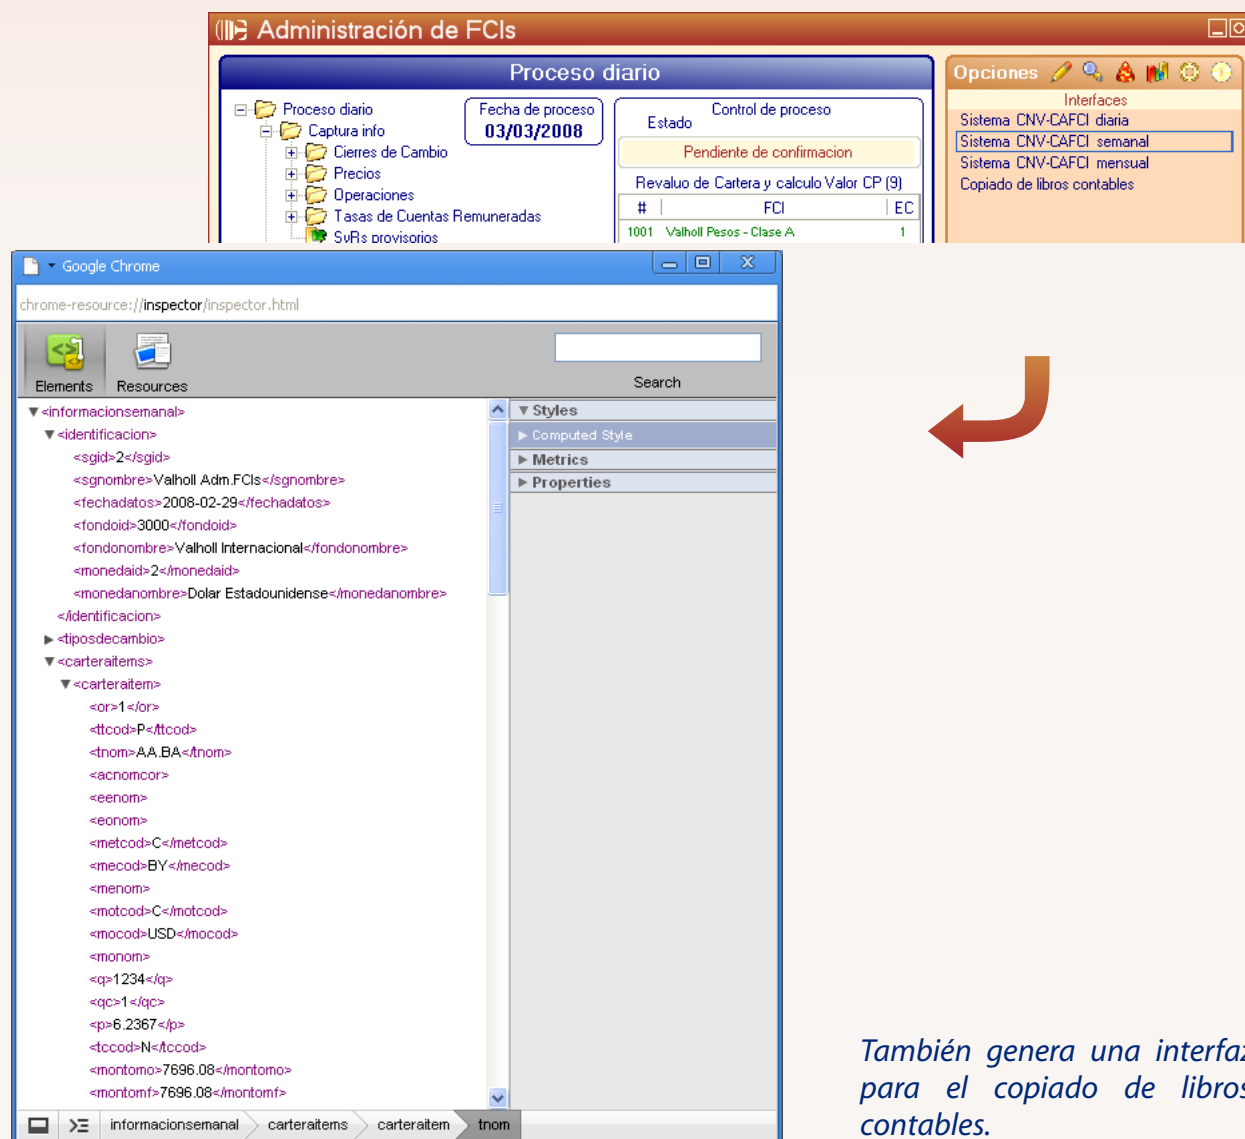 Administración de FCIs
Proceso diario
Proceso diario
Captura info
Cierres de Cambio
Precios
Operaciones
Tasas de Cuentas Remuneradas
SvRs provisorios
Fecha de proceso
03/03/2008
Control de proceso
Estado
Pendiente de confirmacion
Revaluo de Cartera y calculo Valor CP (9)
# FCI EC
1001 Valholl Pesos - Clase A 1
Opciones
Interfaces
Sistema CNV-CAFCI diaria
Sistema CNV-CAFCI semanal
Sistema CNV-CAFCI mensual
Copiado de libros contables
Google Chrome
chrome-resource://inspector/inspector.html
Elements Resources
Search
<informacionsemanal>
<identificacion>
<sgid>2</sgid>
<sgnombre>Valholl Adm.FCIs</sgnombre>
<fechadatos>2008-02-29</fechadatos>
<fondoid>3000</fondoid>
<fondonombre>Valholl Internacional</fondonombre>
<monedaid>2</monedaid>
<monedanombre>Dolar Estadounidense</monedanombre>
</identificacion>
<tiposdecambio>
<carteraitems>
<carteraitem>
<or>1</or>
<ttcod>P</ttcod>
<tnom>AA.BA</tnom>
<acnomcor>
<eenom>
<eonom>
<metcod>C</metcod>
<mecod>BY</mecod>
<menom>
<motcod>C</motcod>
<mocod>USD</mocod>
<monom>
<q>1234</q>
<qc>1</qc>
<p>6.2367</p>
<tccod>N</tccod>
<montomo>7696.08</montomo>
<montomf>7696.08</montomf>
Styles
Computed Style
Metrics
Properties
informacionsemanal carteraitems carteraitem tnom
También genera una interfaz
para el copiado de libros
contables.